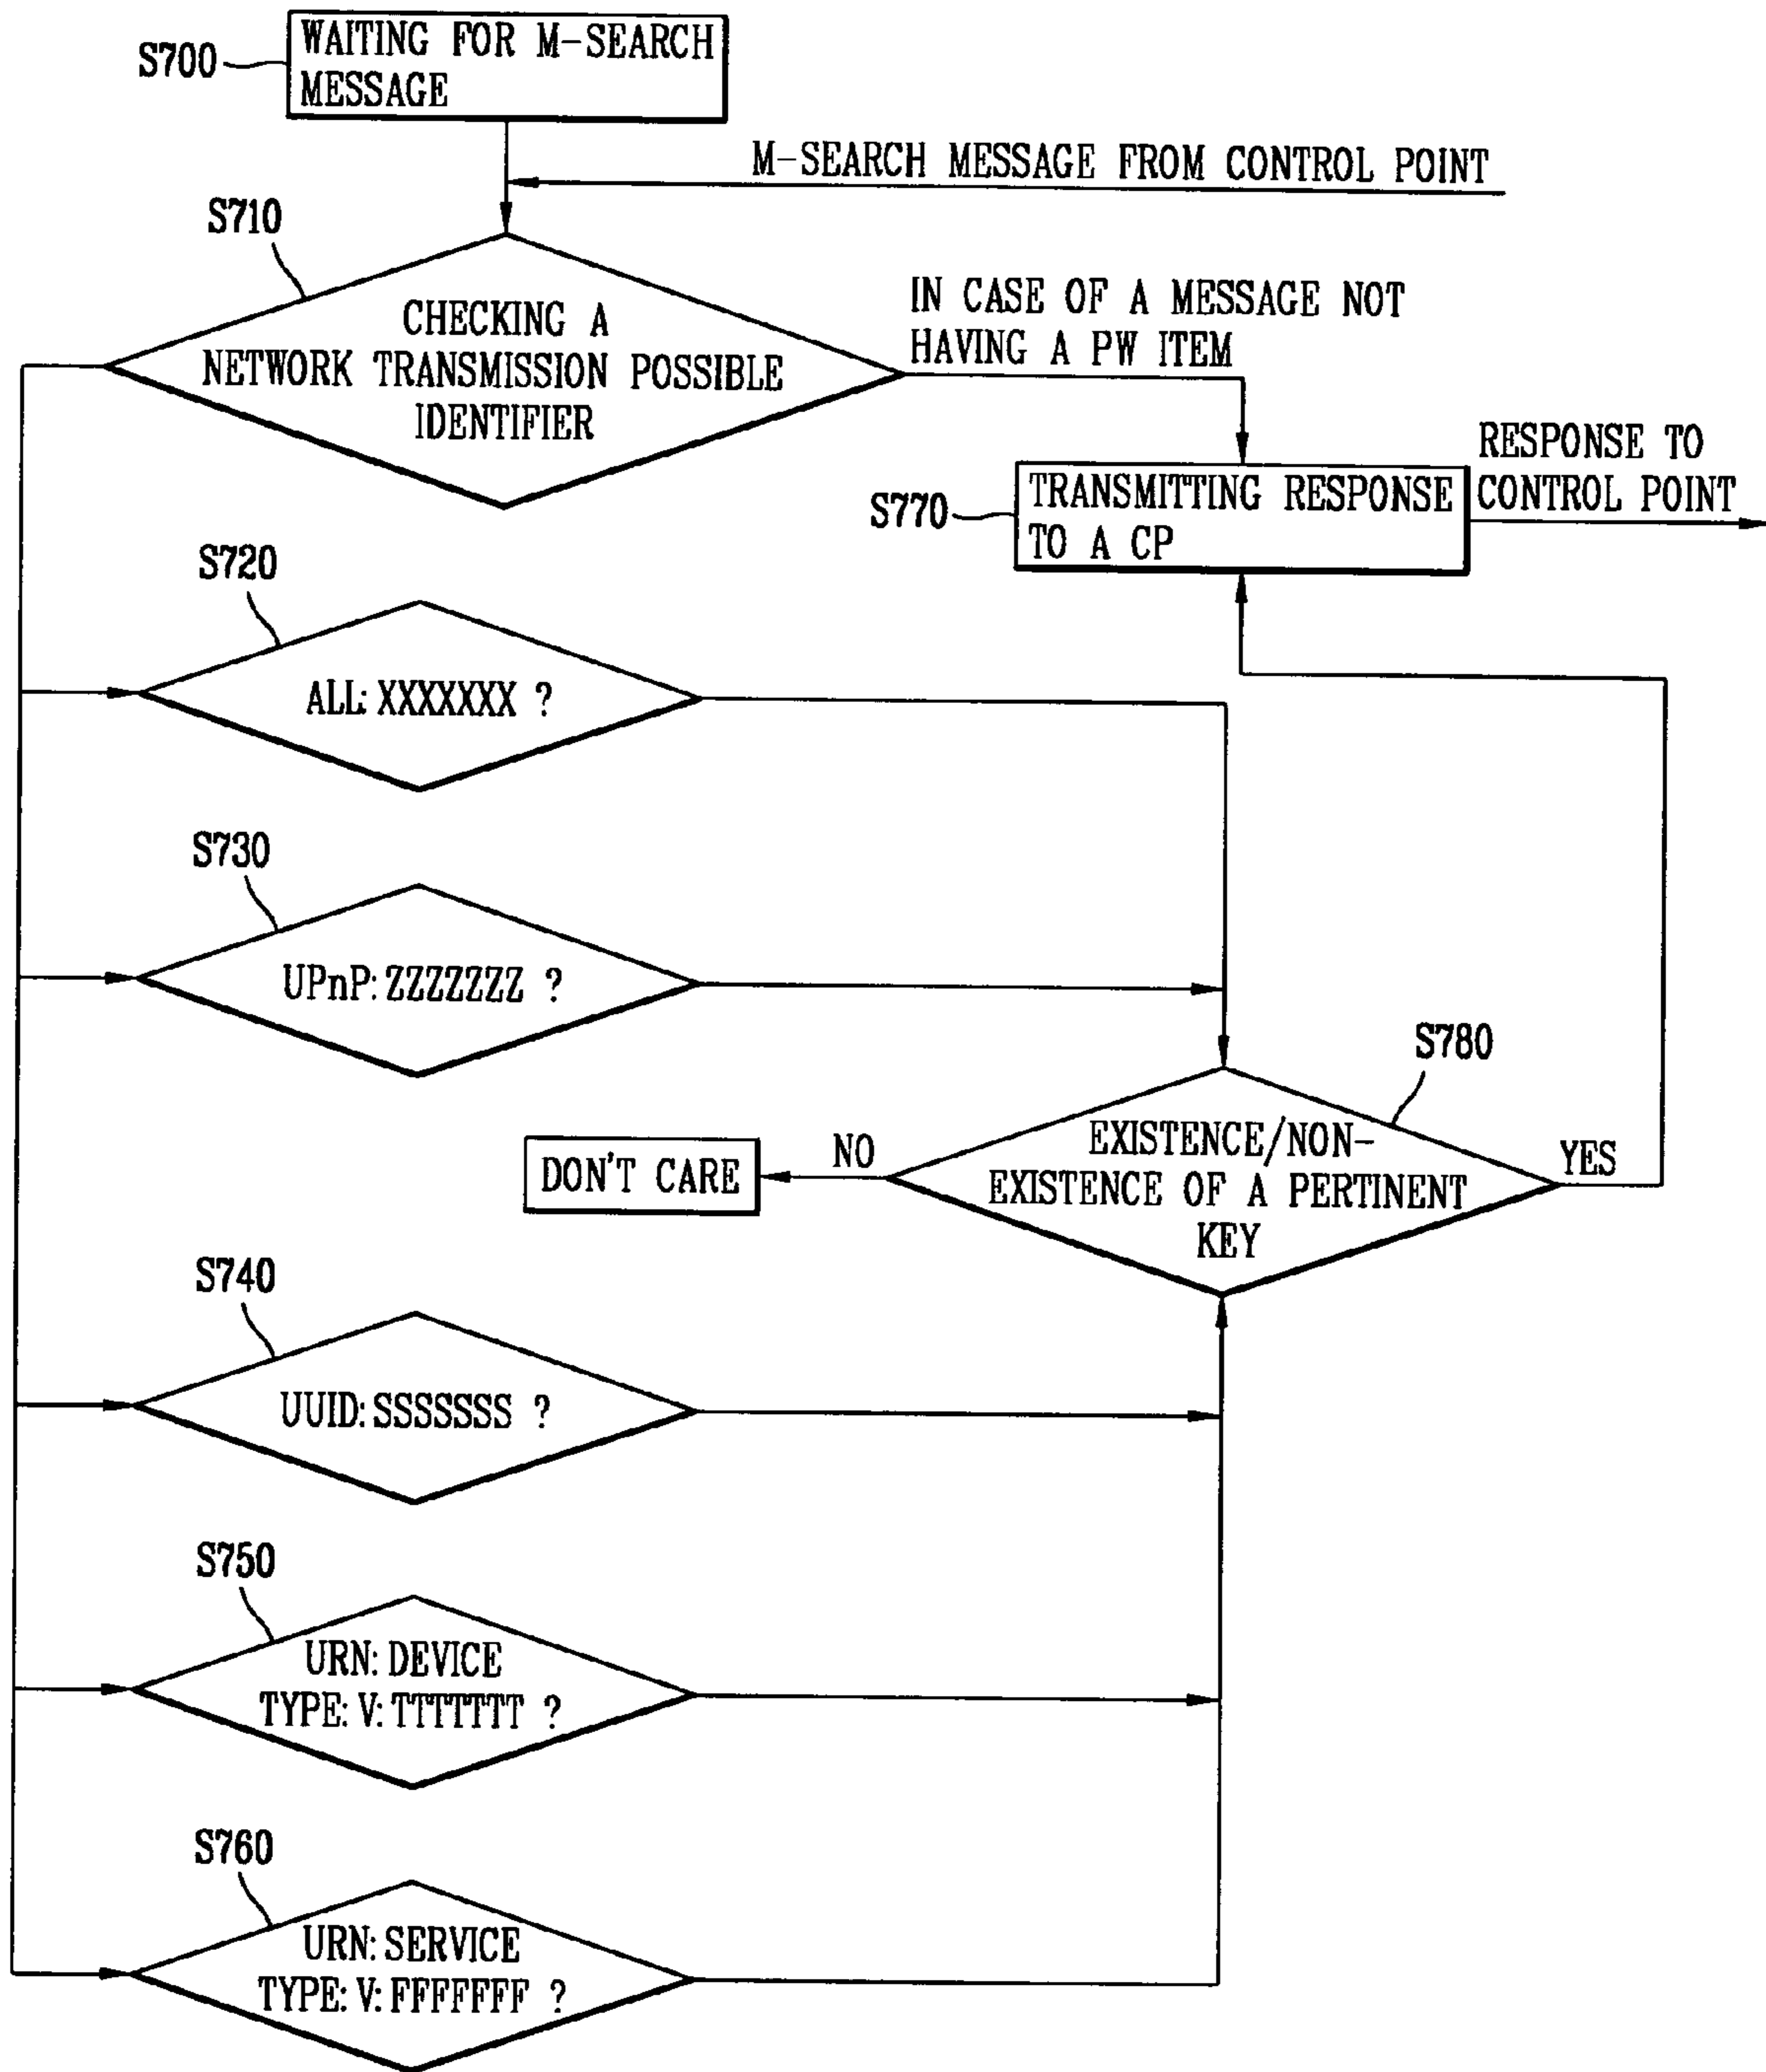 WAITING FOR M-SEARCH
MESSAGE
S700
M-SEARCH MESSAGE FROM CONTROL POINT
S710
CHECKING A
NETWORK TRANSMISSION POSSIBLE
IDENTIFIER
IN CASE OF A MESSAGE NOT
HAVING A PW ITEM
RESPONSE TO
CONTROL POINT
S770
TRANSMITTING RESPONSE
TO A CP
S720
ALL: XXXXXXX ?
S730
UPnP: ZZZZZZZ ?
S780
EXISTENCE/NON-
EXISTENCE OF A PERTINENT
KEY
NO
YES
DON'T CARE
S740
UUID: SSSSSSS ?
S750
URN: DEVICE
TYPE: V: TTTTTTT ?
S760
URN: SERVICE
TYPE: V: FFFFFFF ?